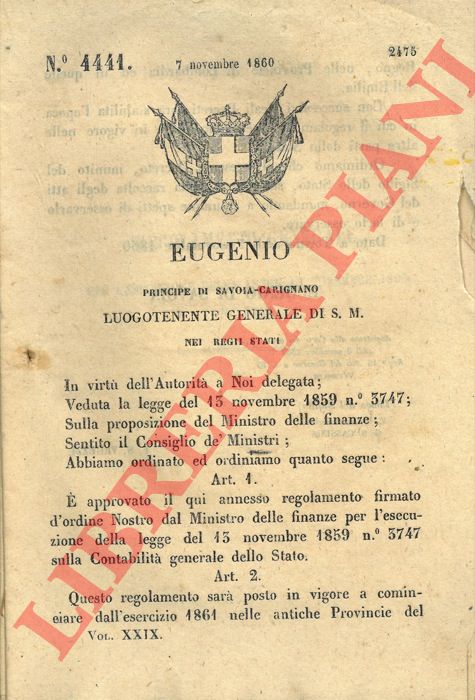 N.º 4441.
7 novembre 1860
2475
EUGENIO
PRINCIPE DI SAVOIA-CARIGNANO
LUOGOTENENTE GENERALE DI S. M.
NEI REGII STATI
In virtù dell'Autorità a Noi delegata;
Veduta la legge del 13 novembre 1859 n.º 3747;
Sulla proposizione del Ministro delle finanze;
Sentito il Consiglio de' Ministri;
Abbiamo ordinato ed ordiniamo quanto segue:
Art. 1.
È approvato il qui annesso regolamento firmato
d'ordine Nostro dal Ministro delle finanze per l'esecu-
zione della legge del 13 novembre 1859 n.º 3747
sulla Contabilità generale dello Stato.
Art. 2.
Questo regolamento sarà posto in vigore a comin-
ciare dall'esercizio 1861 nelle antiche Provincie del
VOL. XXIX.
LIBRERIA PIANI